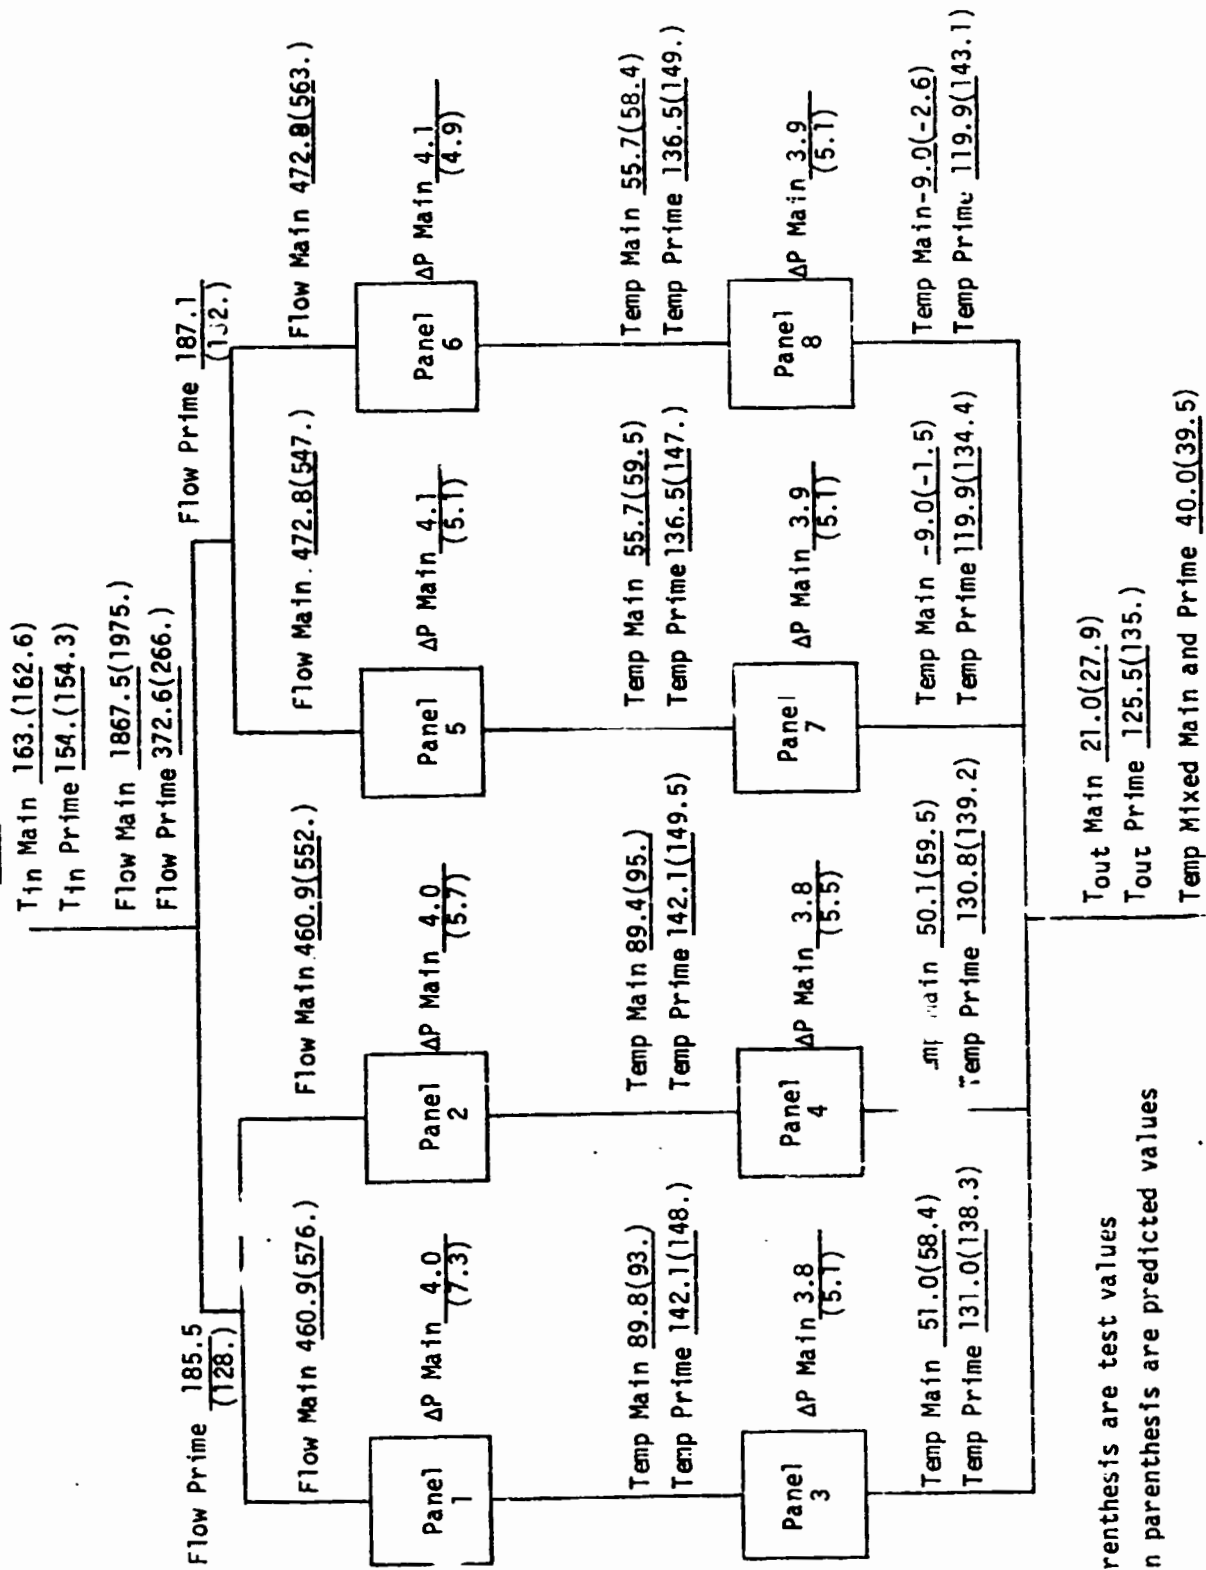 Tin Main 163.(162.6)
Tin Prime 154.(154.3)
Flow Main 1867.5(1975.)
Flow Prime 372.6(266.)
Flow Prime 185.5
(128.)
Flow Prime 187.1
Flow Main 460.9(576.)
Flow Main 460.9(552.)
Flow Main 472.8(547.)
Flow Main 472.8(563.)
Panel
1
ΔP Main 4.0
(7.3)
Panel
2
ΔP Main 4.0
(5.7)
Panel
5
ΔP Main 4.1
(5.1)
Panel
6
ΔP Main 4.1
(4.9)
Temp Main 89.8(93.)
Temp Prime 142.1(148.)
Temp Main 89.4(95.)
Temp Prime 142.1(149.5)
Temp Main 55.7(59.5)
Temp Prime 136.5(147.)
Temp Main 55.7(58.4)
Temp Prime 136.5(149.)
Panel
3
ΔP Main 3.8
(5.1)
Panel
4
ΔP Main 3.8
(5.5)
Panel
7
ΔP Main 3.9
(5.1)
Panel
8
ΔP Main 3.9
(5.1)
Temp Main 51.0(58.4)
Temp Prime 131.0(138.3)
50.1(59.5)
Temp Prime 130.8(139.2)
Temp Main -9.0(-1.5)
Temp Prime 119.9(134.4)
Temp Main -9.0(-2.6)
Temp Prime 119.9(143.1)
Tout Main 21.0(27.9)
Tout Prime 125.5(135.)
Temp Mixed Main and Prime 40.0(39.5)
renthesis are test values
n parenthesis are predicted values